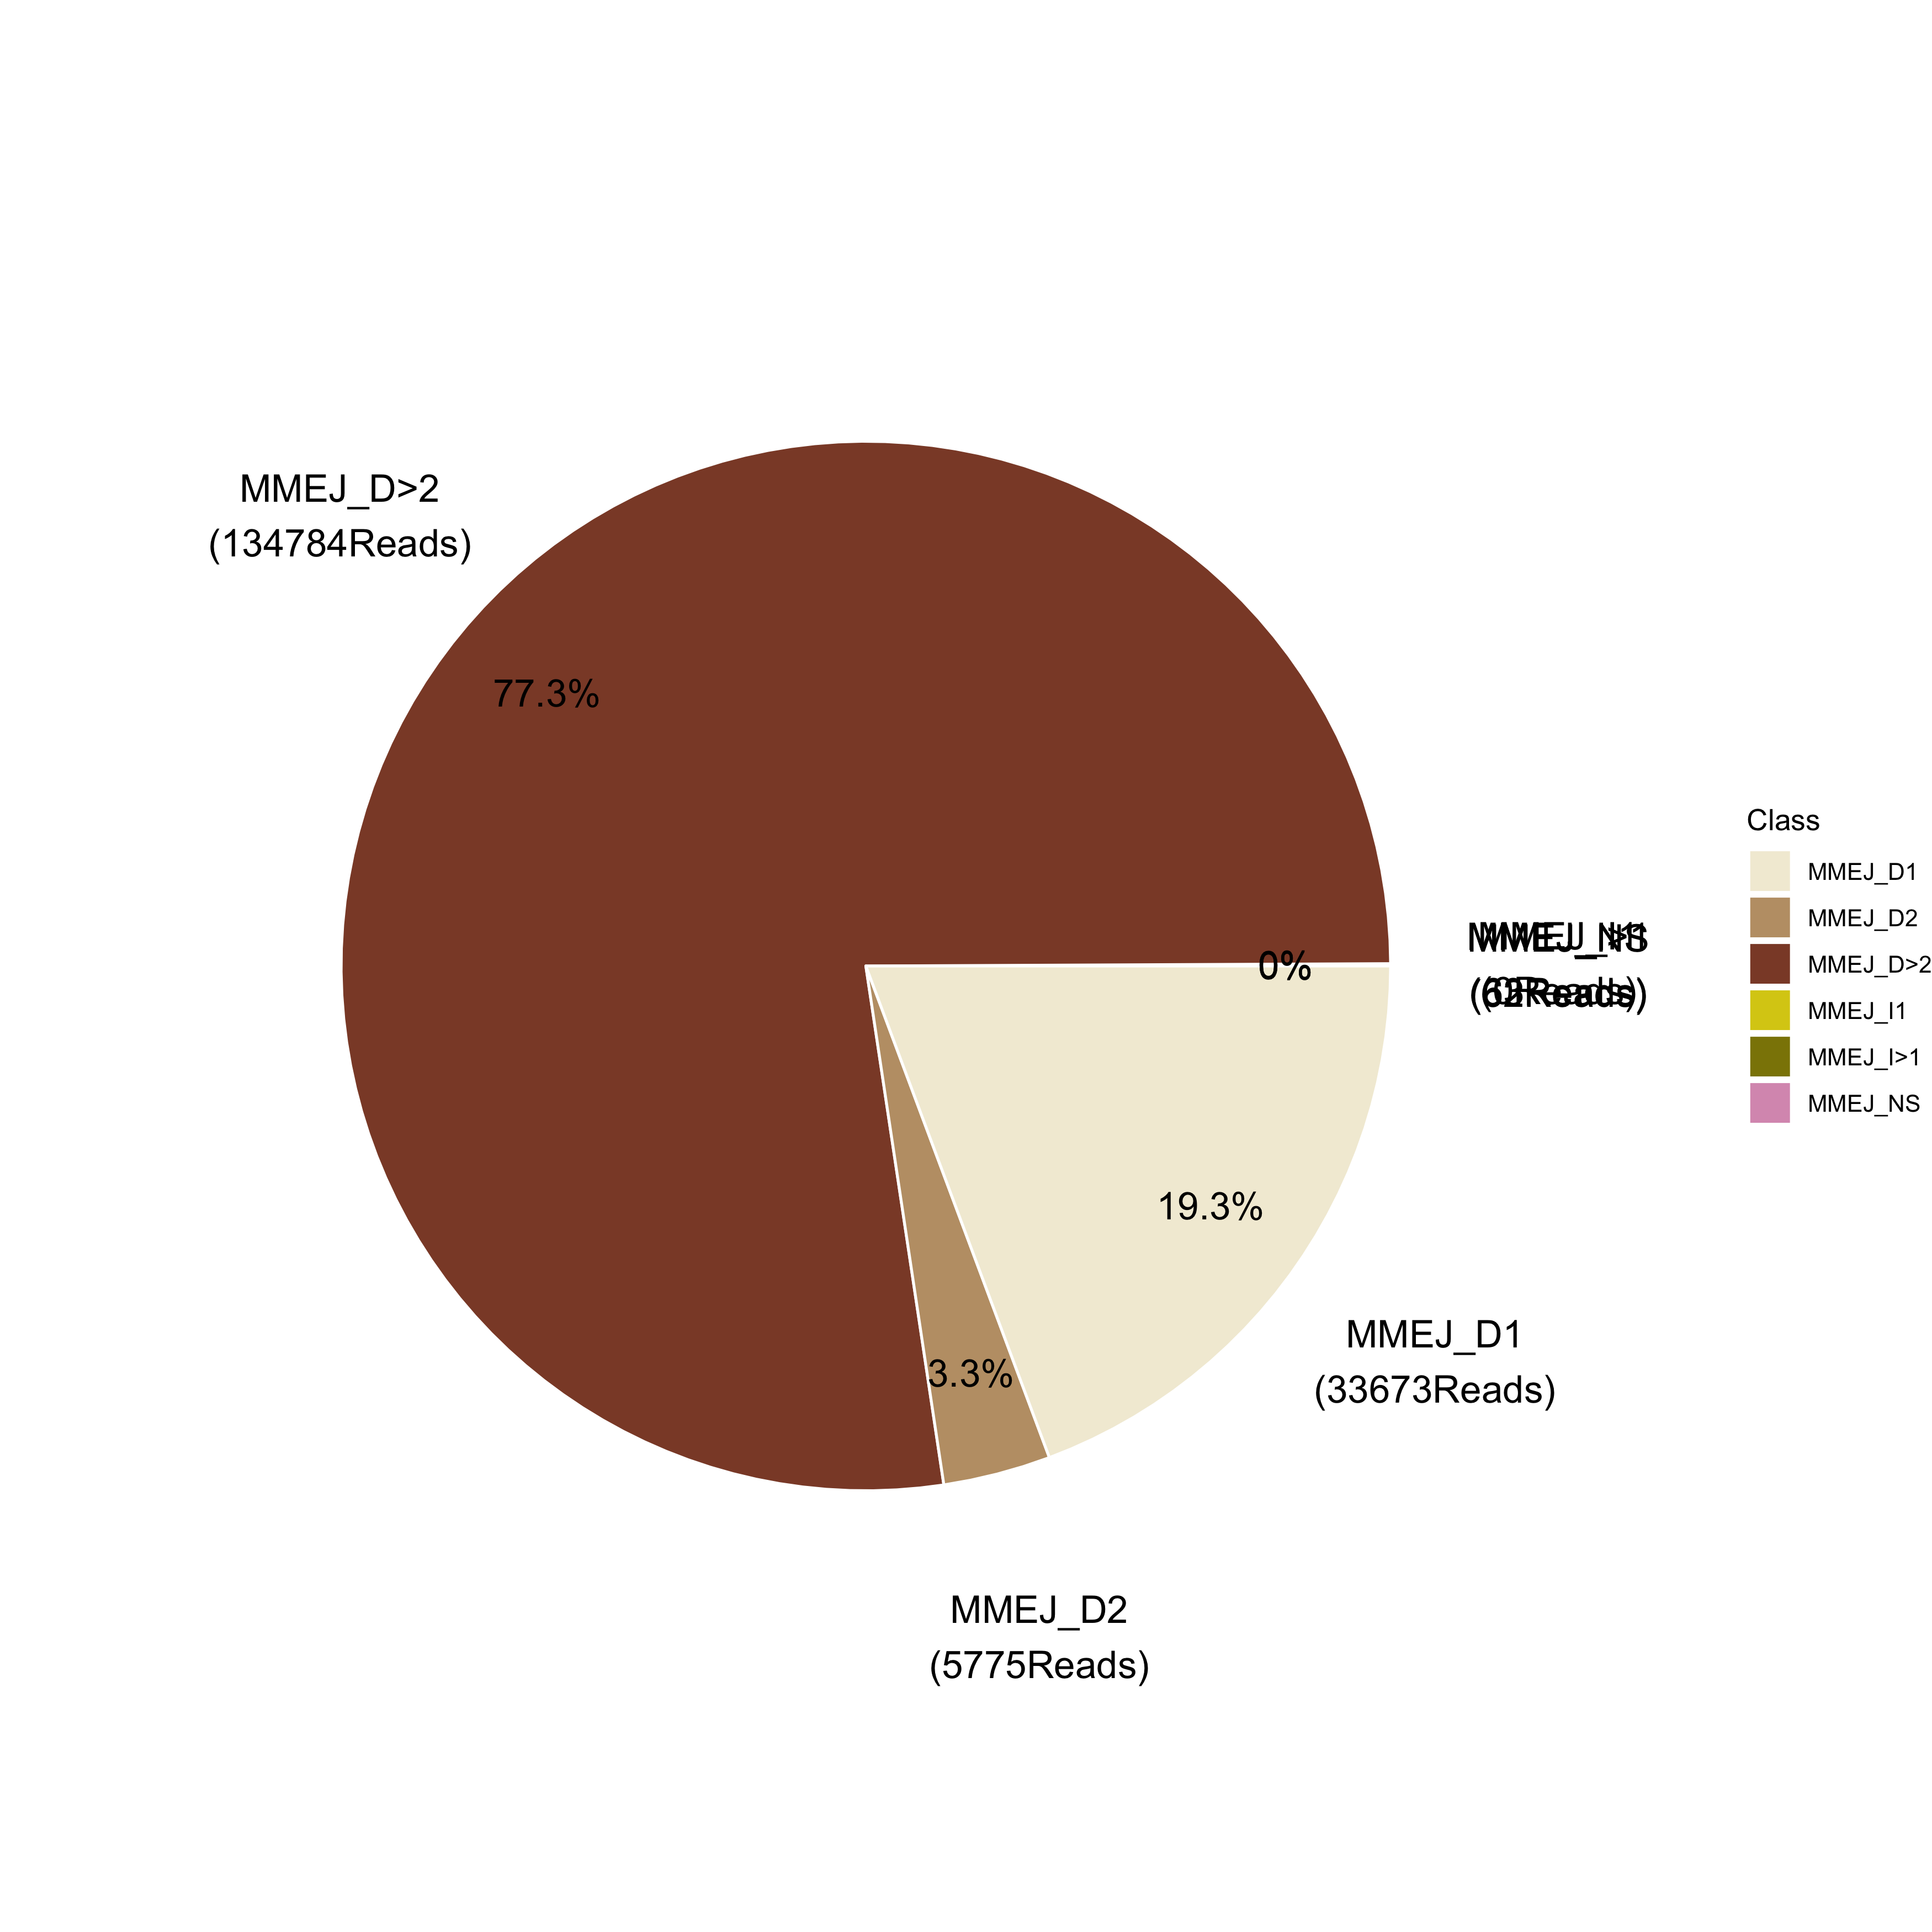 MMEJ_D>2
(134784Reads)
77.3%
0%
19.3%
3.3%
MMEJ_D1
(33673Reads)
MMEJ_D2
(5775Reads)
Class
MMEJ_D1
MMEJ_D2
MMEJ_D>2
MMEJ_I1
MMEJ_I>1
MMEJ_NS